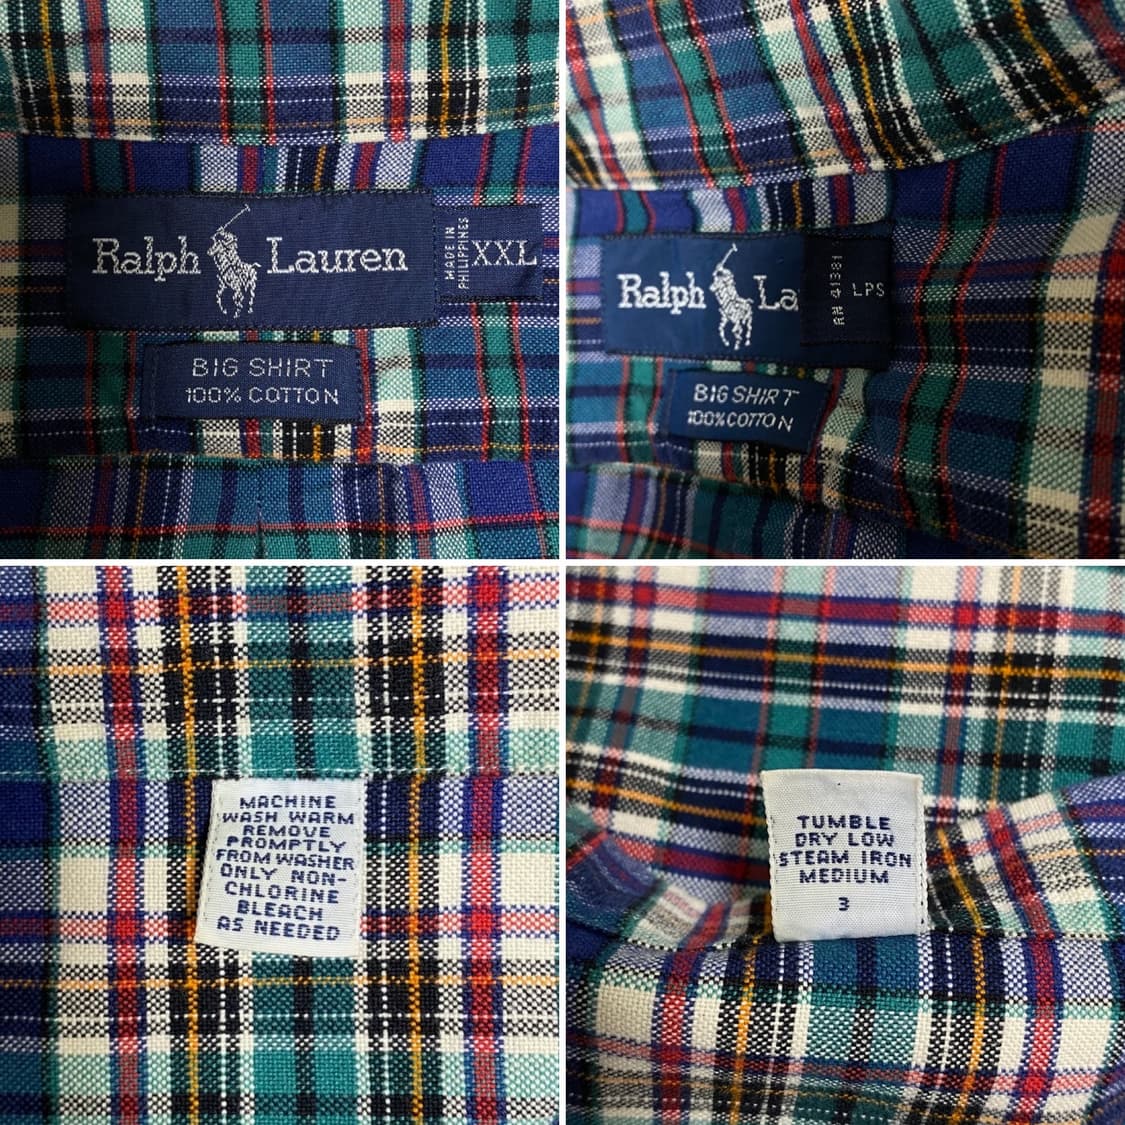 Ralph Lauren
MADE IN
PHILIPPINES
XXL
BIG SHIRT
100% COTTON
Ralph La
RN 41381
LPS
BIG SHIRT
100% COTTON
MACHINE
WASH WARM
REMOVE
PROMPTLY
FROM WASHER
ONLY NON-
CHLORINE
BLEACH
AS NEEDED
TUMBLE
DRY LOW
STEAM IRON
MEDIUM
3